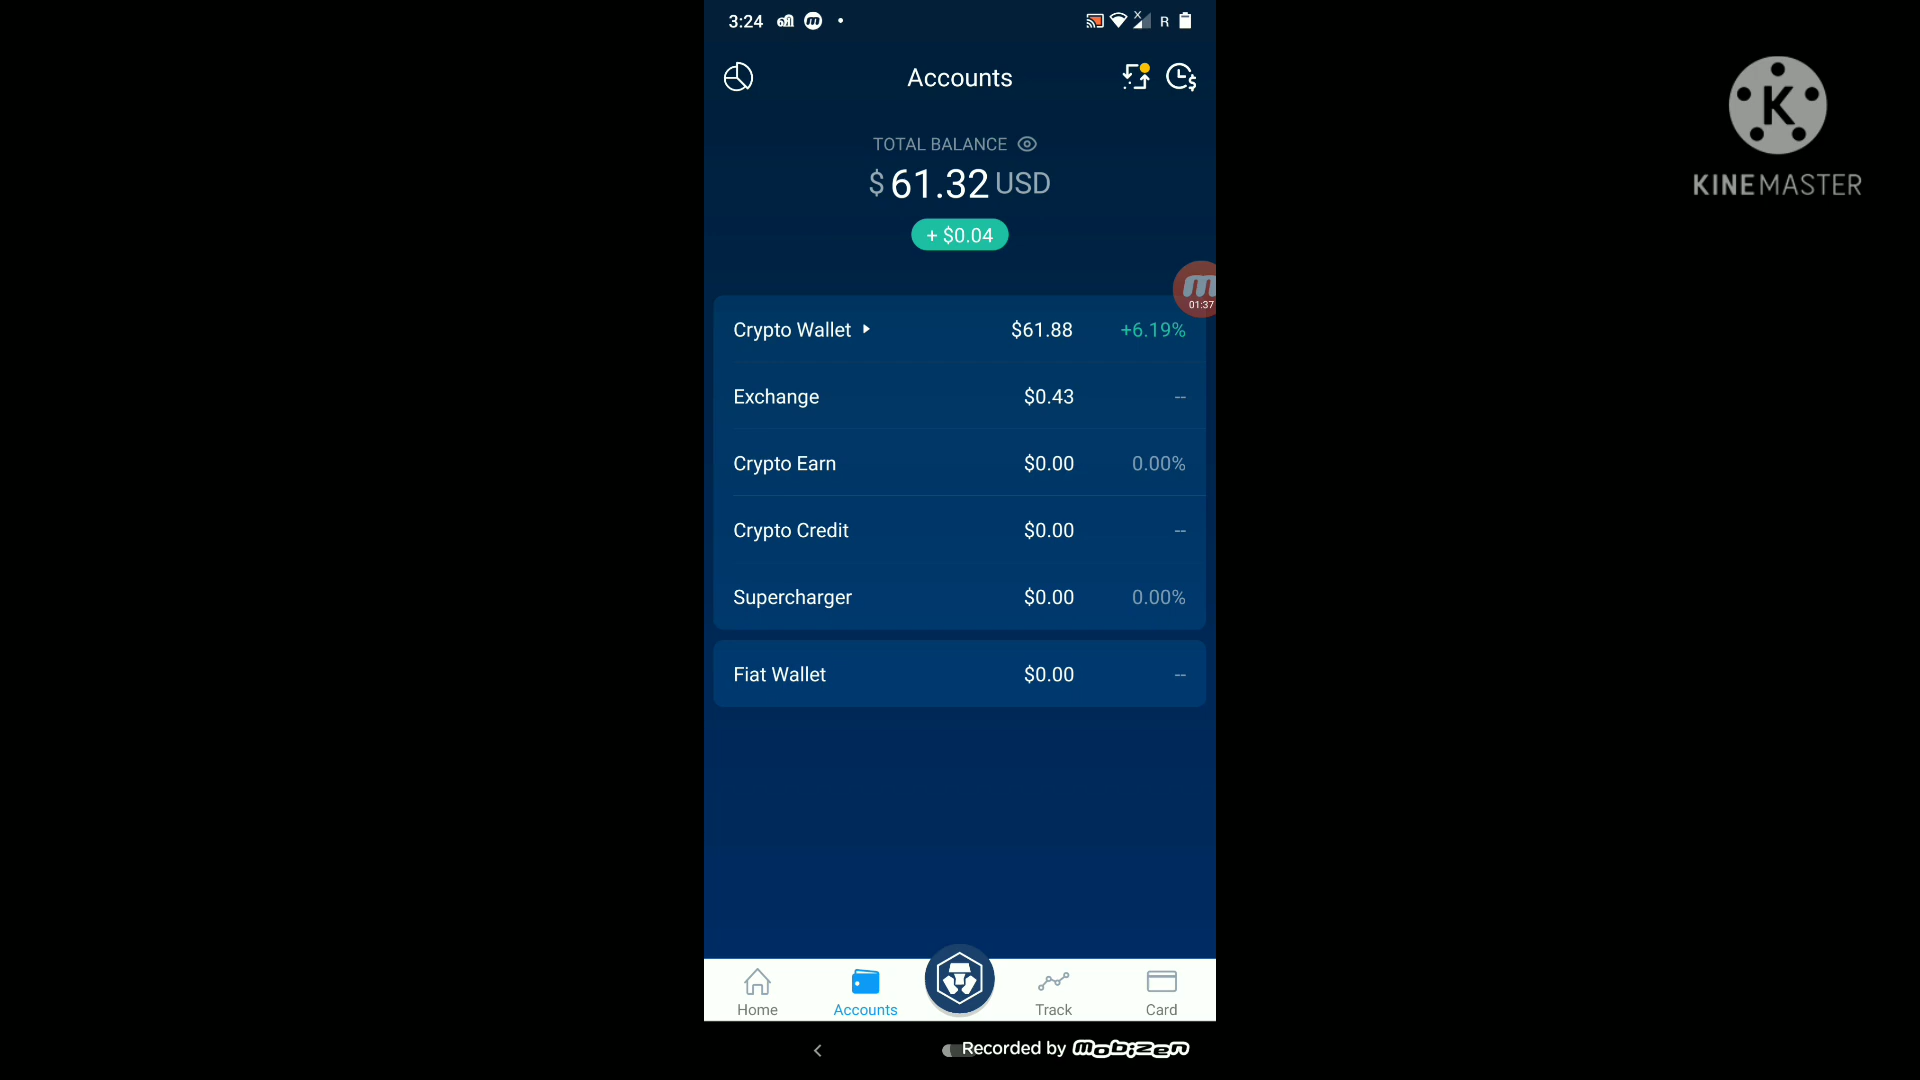 3:24 வி m R
Accounts
TOTAL BALANCE
$ 61.32 USD
+ $0.04
01:37
Crypto Wallet $61.88 +6.19%
Exchange $0.43 --
Crypto Earn $0.00 0.00%
Crypto Credit $0.00 --
Supercharger $0.00 0.00%
Fiat Wallet $0.00 --
Home Accounts Track Card
Recorded by mobizen
K
KINEMASTER